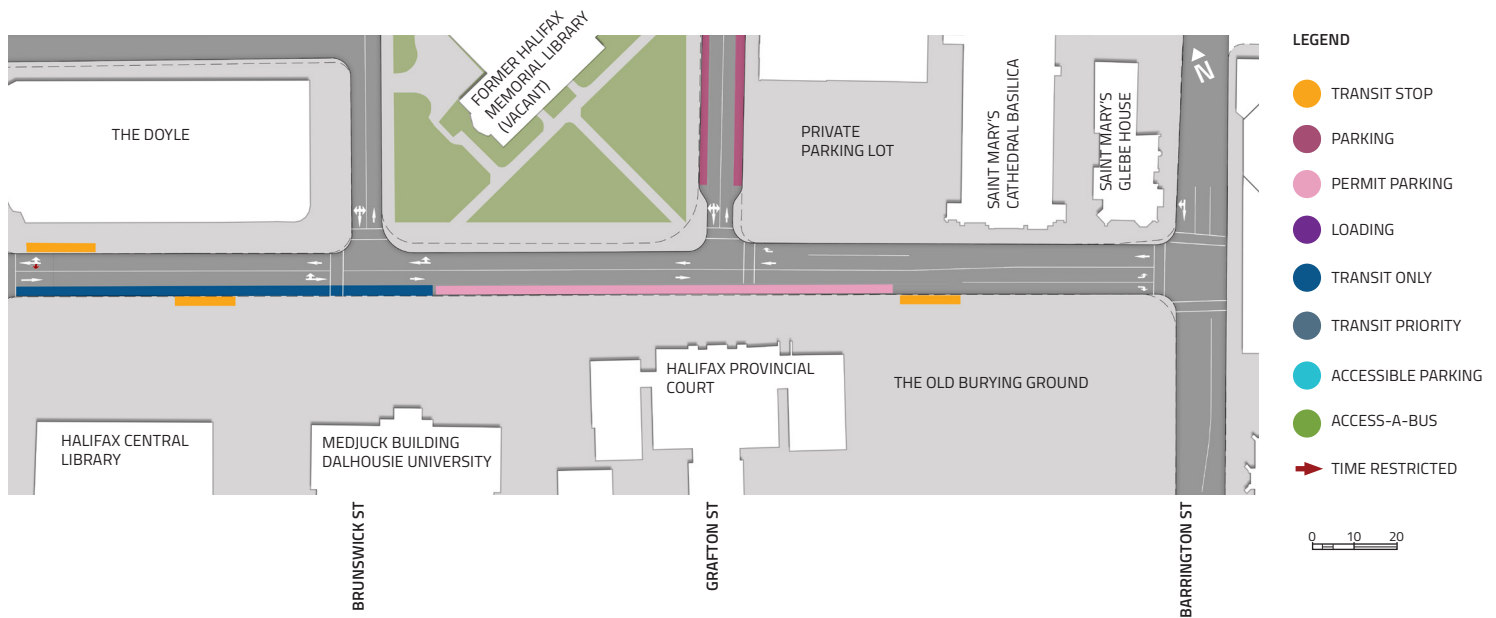 THE DOYLE
FORMER HALIFAX
MEMORIAL LIBRARY
(VACANT)
PRIVATE
PARKING LOT
SAINT MARY'S
CATHEDRAL BASILICA
SAINT MARY'S
GLEBE HOUSE
N
HALIFAX CENTRAL
LIBRARY
MEDJUCK BUILDING
DALHOUSIE UNIVERSITY
HALIFAX PROVINCIAL
COURT
THE OLD BURYING GROUND
BRUNSWICK ST
GRAFTON ST
BARRINGTON ST
LEGEND
TRANSIT STOP
PARKING
PERMIT PARKING
LOADING
TRANSIT ONLY
TRANSIT PRIORITY
ACCESSIBLE PARKING
ACCESS-A-BUS
TIME RESTRICTED
0 10 20